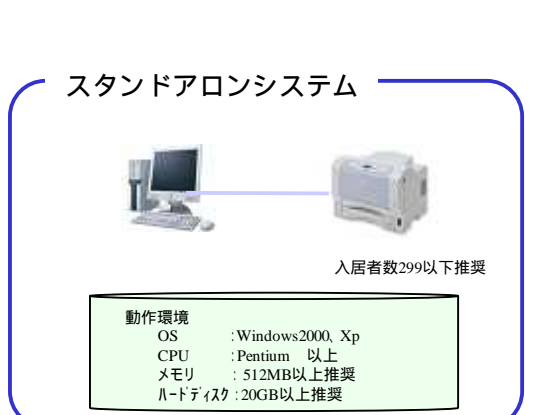 スタンドアロンシステム
入居者数299以下推奨
動作環境
OS :Windows2000, Xp
CPU :Pentium 以上
メモリ : 512MB以上推奨
ハードディスク :20GB以上推奨